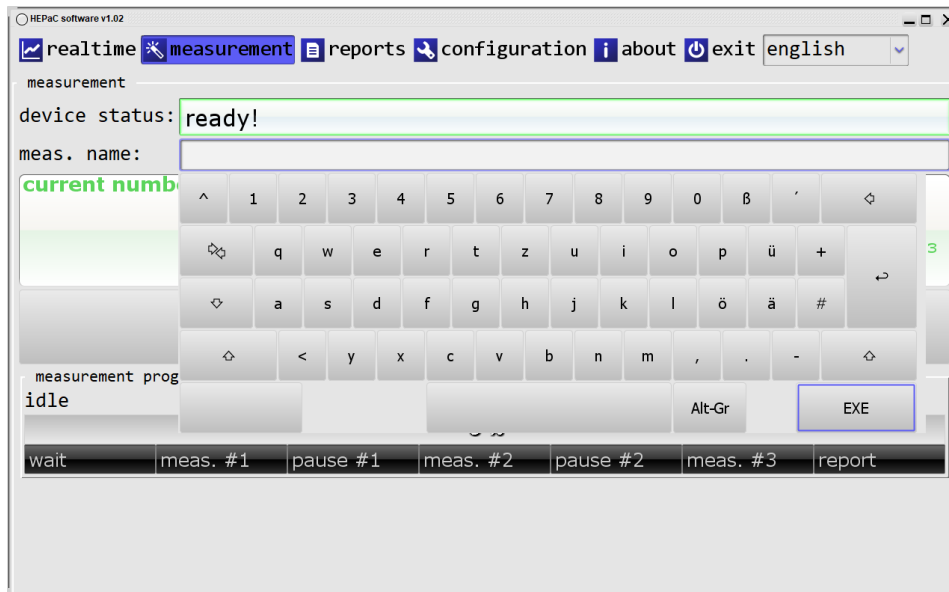 HEPaC software v1.02
realtime measurement reports configuration about exit english
measurement
device status: ready!
meas. name:
current numb
^ 1 2 3 4 5 6 7 8 9 0 ß ´
q w e r t z u i o p ü +
3
a s d f g h j k l ö ä #
< y x c v b n m , . -
measurement prog
idle
Alt-Gr EXE
wait meas. #1 pause #1 meas. #2 pause #2 meas. #3 report